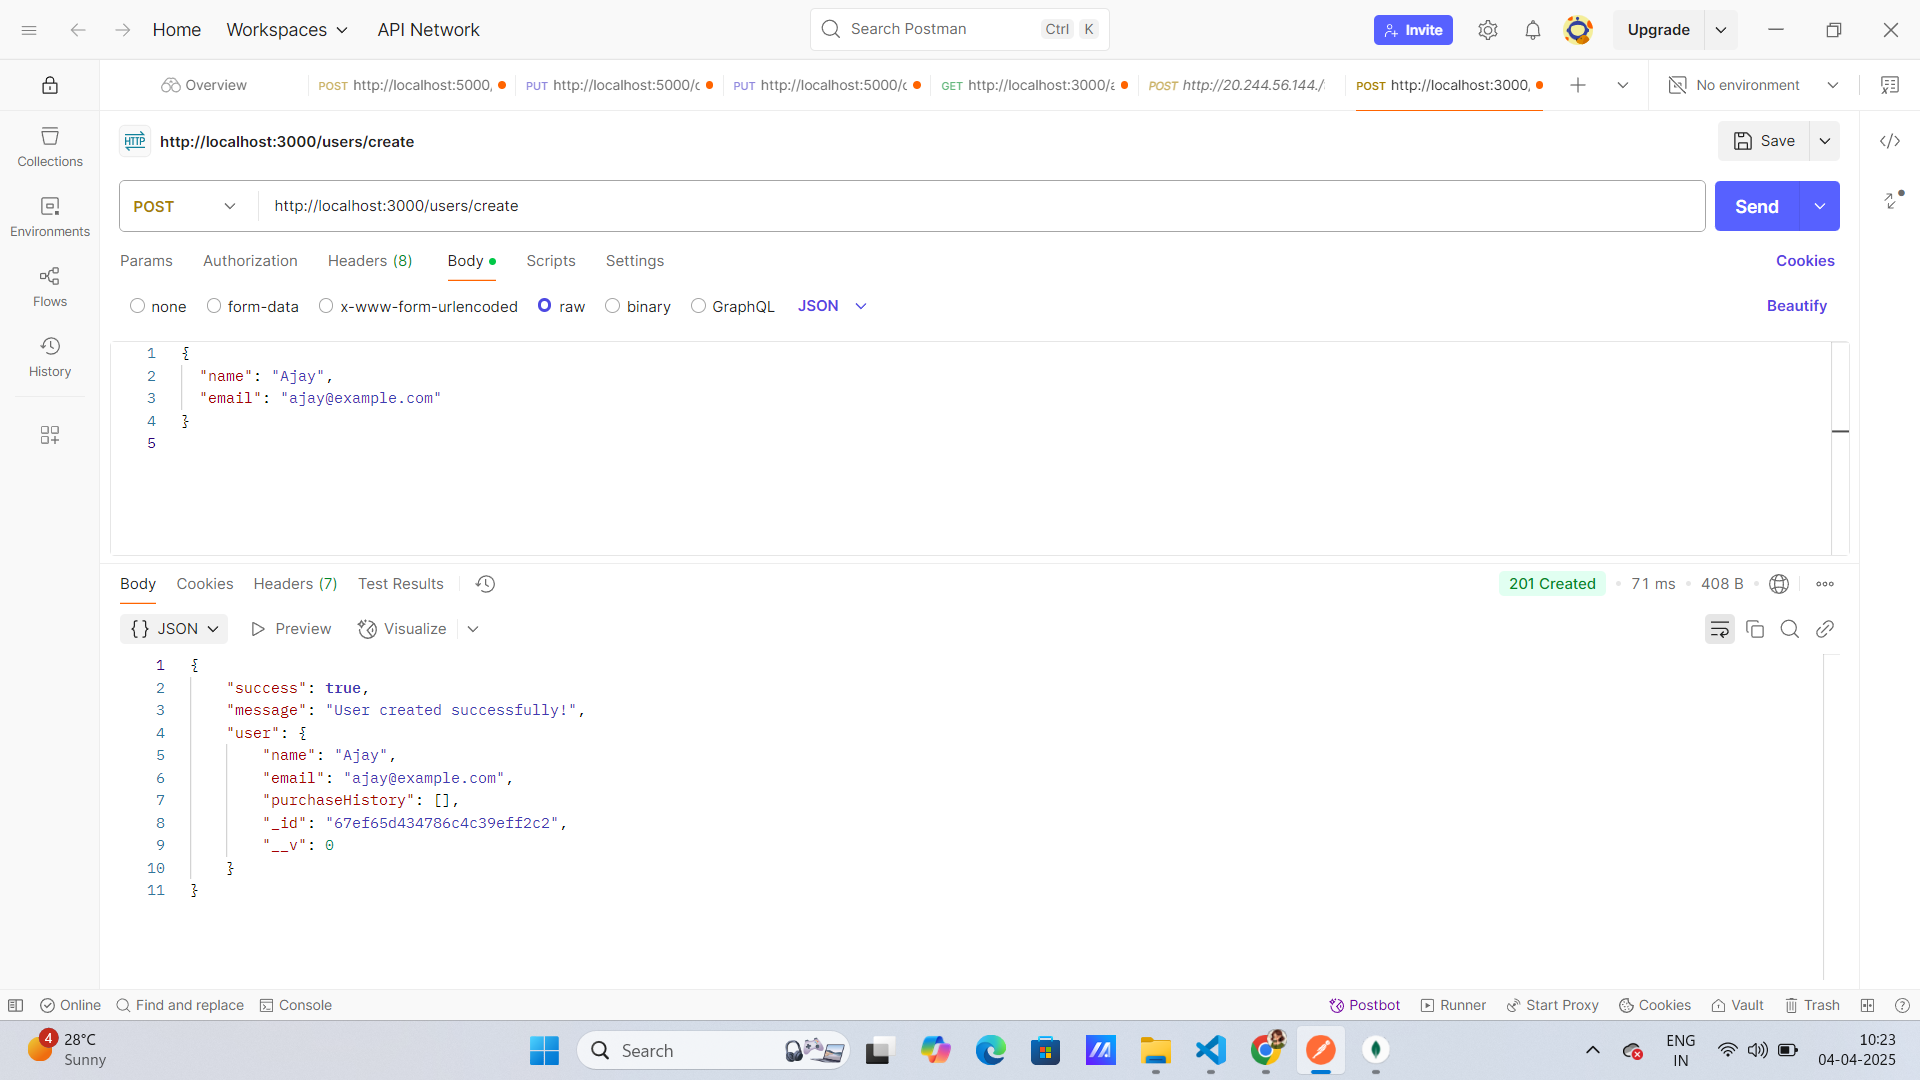 Home Workspaces API Network Search Postman Ctrl K Invite Upgrade
Overview POST http://localhost:5000, PUT http://localhost:5000/c PUT http://localhost:5000/c GET http://localhost:3000/a POST http://20.244.56.144./ POST http://localhost:3000, No environment
HTTP http://localhost:3000/users/create Save
Collections
Environments
Flows
History
POST http://localhost:3000/users/create Send
Params Authorization Headers (8) Body Scripts Settings Cookies
none form-data x-www-form-urlencoded raw binary GraphQL JSON Beautify
1 {
2 "name": "Ajay",
3 "email": "ajay@example.com"
4 }
5
Body Cookies Headers (7) Test Results 201 Created 71 ms 408 B
{} JSON Preview Visualize
1 {
2 "success": true,
3 "message": "User created successfully!",
4 "user": {
5 "name": "Ajay",
6 "email": "ajay@example.com",
7 "purchaseHistory": [],
8 "_id": "67ef65d434786c4c39eff2c2",
9 "__v": 0
10 }
11 }
Online Find and replace Console Postbot Runner Start Proxy Cookies Vault Trash
4 28°C
Sunny
Search
ENG
IN
10:23
04-04-2025